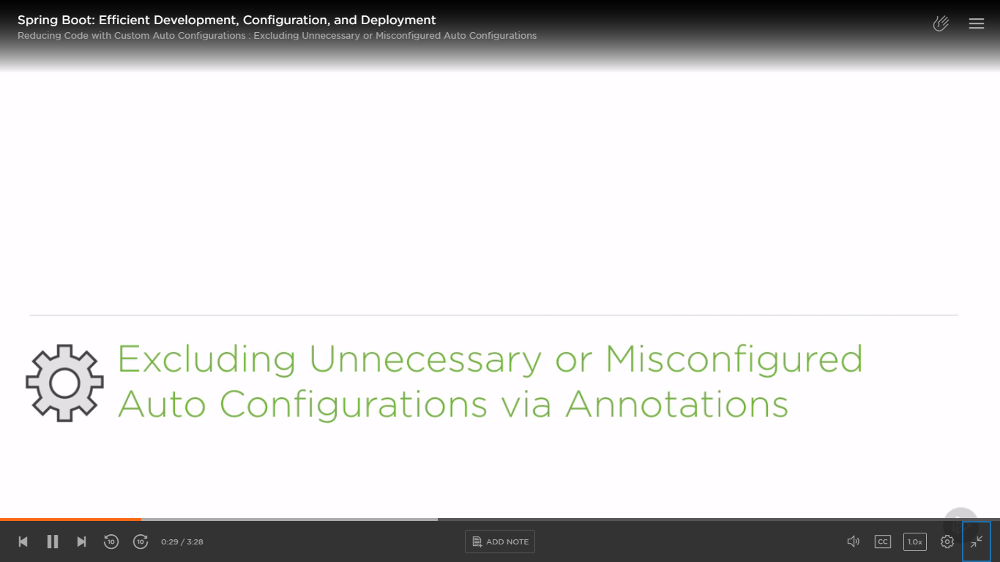 Spring Boot: Efficient Development, Configuration, and Deployment
Reducing Code with Custom Auto Configurations : Excluding Unnecessary or Misconfigured Auto Configurations
Excluding Unnecessary or Misconfigured
Auto Configurations via Annotations
10 10 0:29 / 3:28 ADD NOTE CC 1.0x